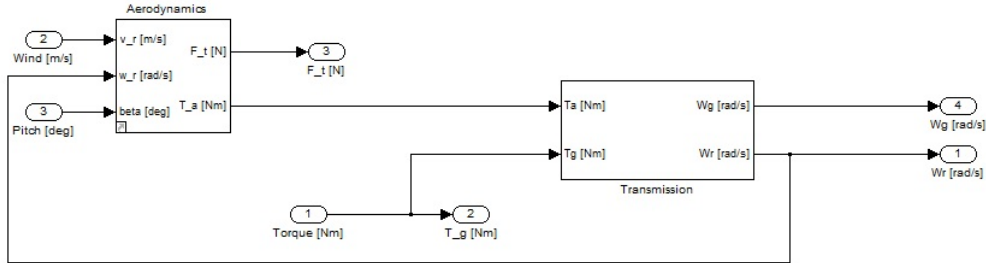 Aerodynamics
2
Wind [m/s]
v_r [m/s]
w_r [rad/s]
3
Pitch [deg]
beta [deg]
F_t [N]
T_a [Nm]
3
F_t [N]
Ta [Nm]
Tg [Nm]
Wg [rad/s]
Wr [rad/s]
Transmission
4
Wg [rad/s]
1
Wr [rad/s]
1
Torque [Nm]
2
T_g [Nm]